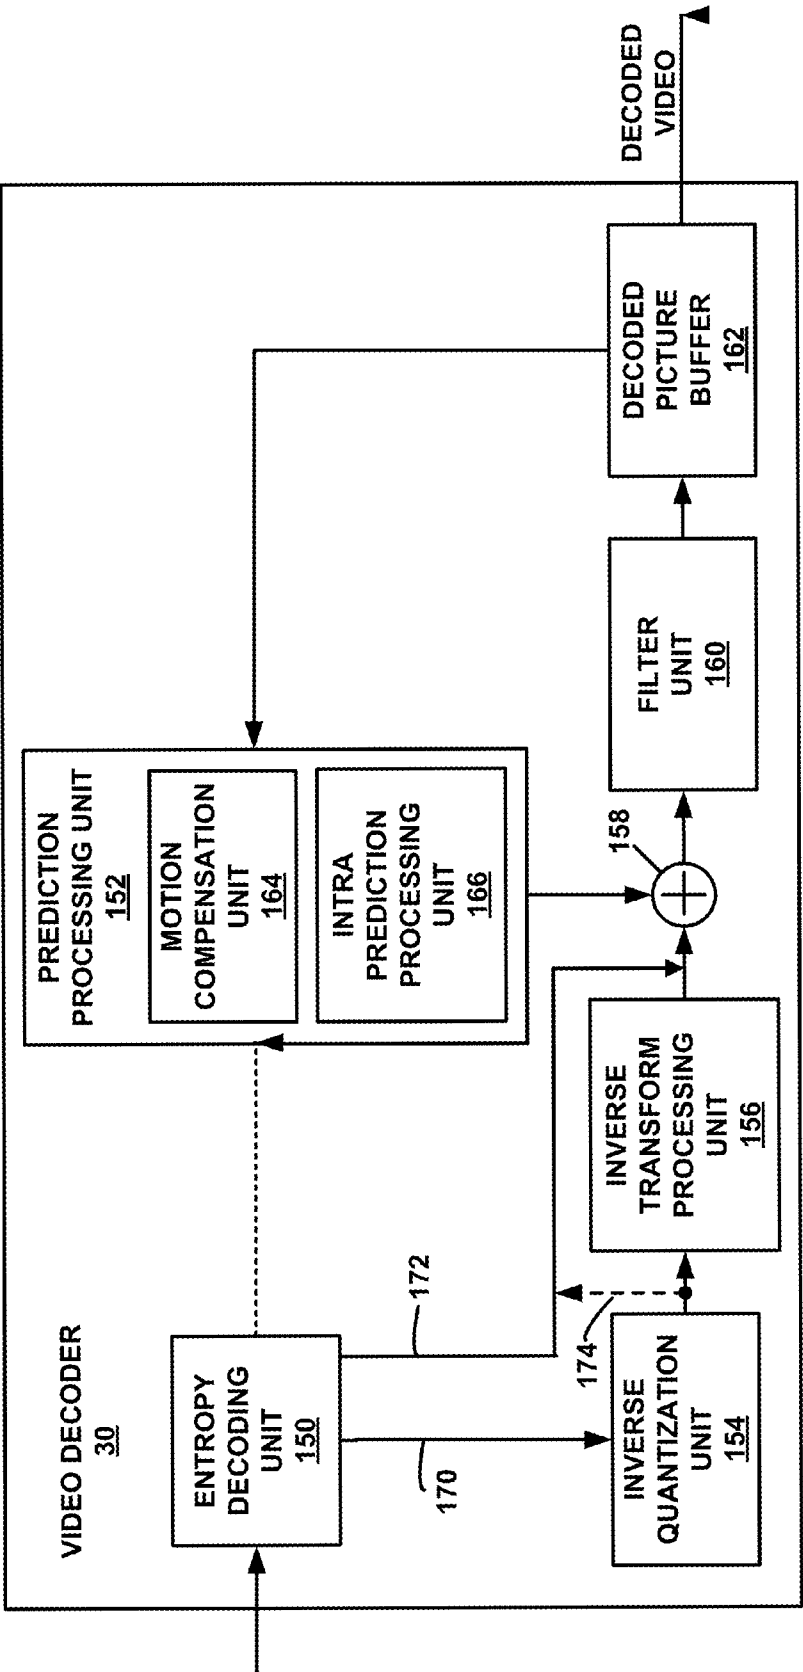 VIDEO DECODER
30
ENTROPY
DECODING
UNIT
150
PREDICTION
PROCESSING UNIT
152
MOTION
COMPENSATION
UNIT
164
INTRA
PREDICTION
PROCESSING
UNIT
166
170
172
174
INVERSE
QUANTIZATION
UNIT
154
INVERSE
TRANSFORM
PROCESSING
UNIT
156
158
FILTER
UNIT
160
DECODED
PICTURE
BUFFER
162
DECODED
VIDEO